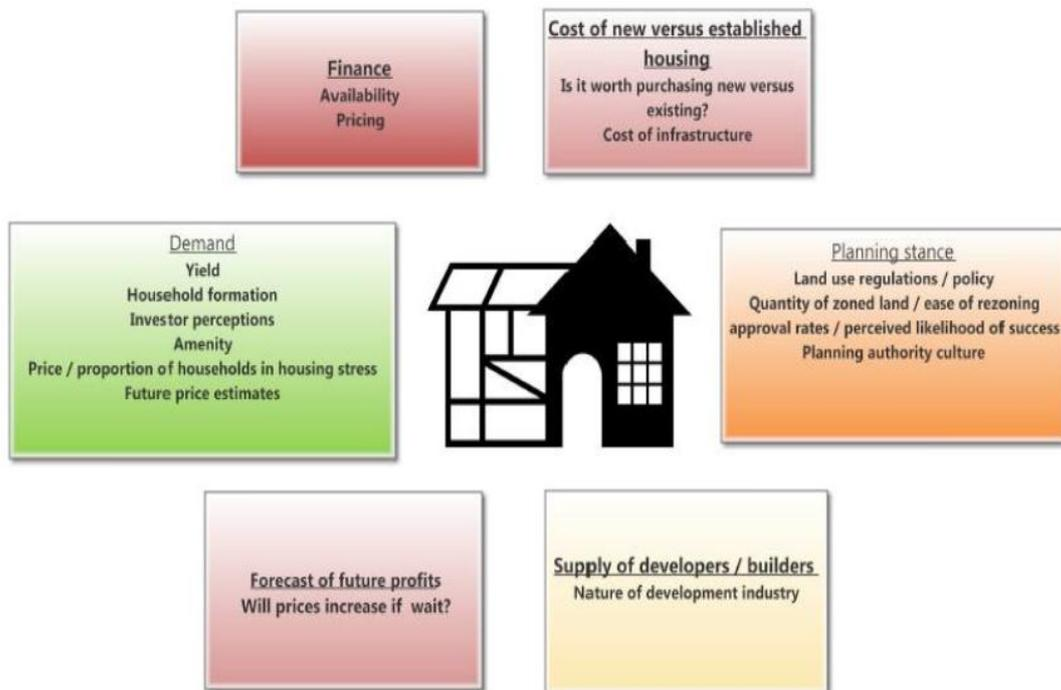 Finance
Availability
Pricing
Cost of new versus established
housing
Is it worth purchasing new versus
existing?
Cost of infrastructure
Demand
Yield
Household formation
Investor perceptions
Amenity
Price / proportion of households in housing stress
Future price estimates
Planning stance
Land use regulations / policy
Quantity of zoned land / ease of rezoning
approval rates / perceived likelihood of success
Planning authority culture
Forecast of future profits
Will prices increase if wait?
Supply of developers / builders
Nature of development industry